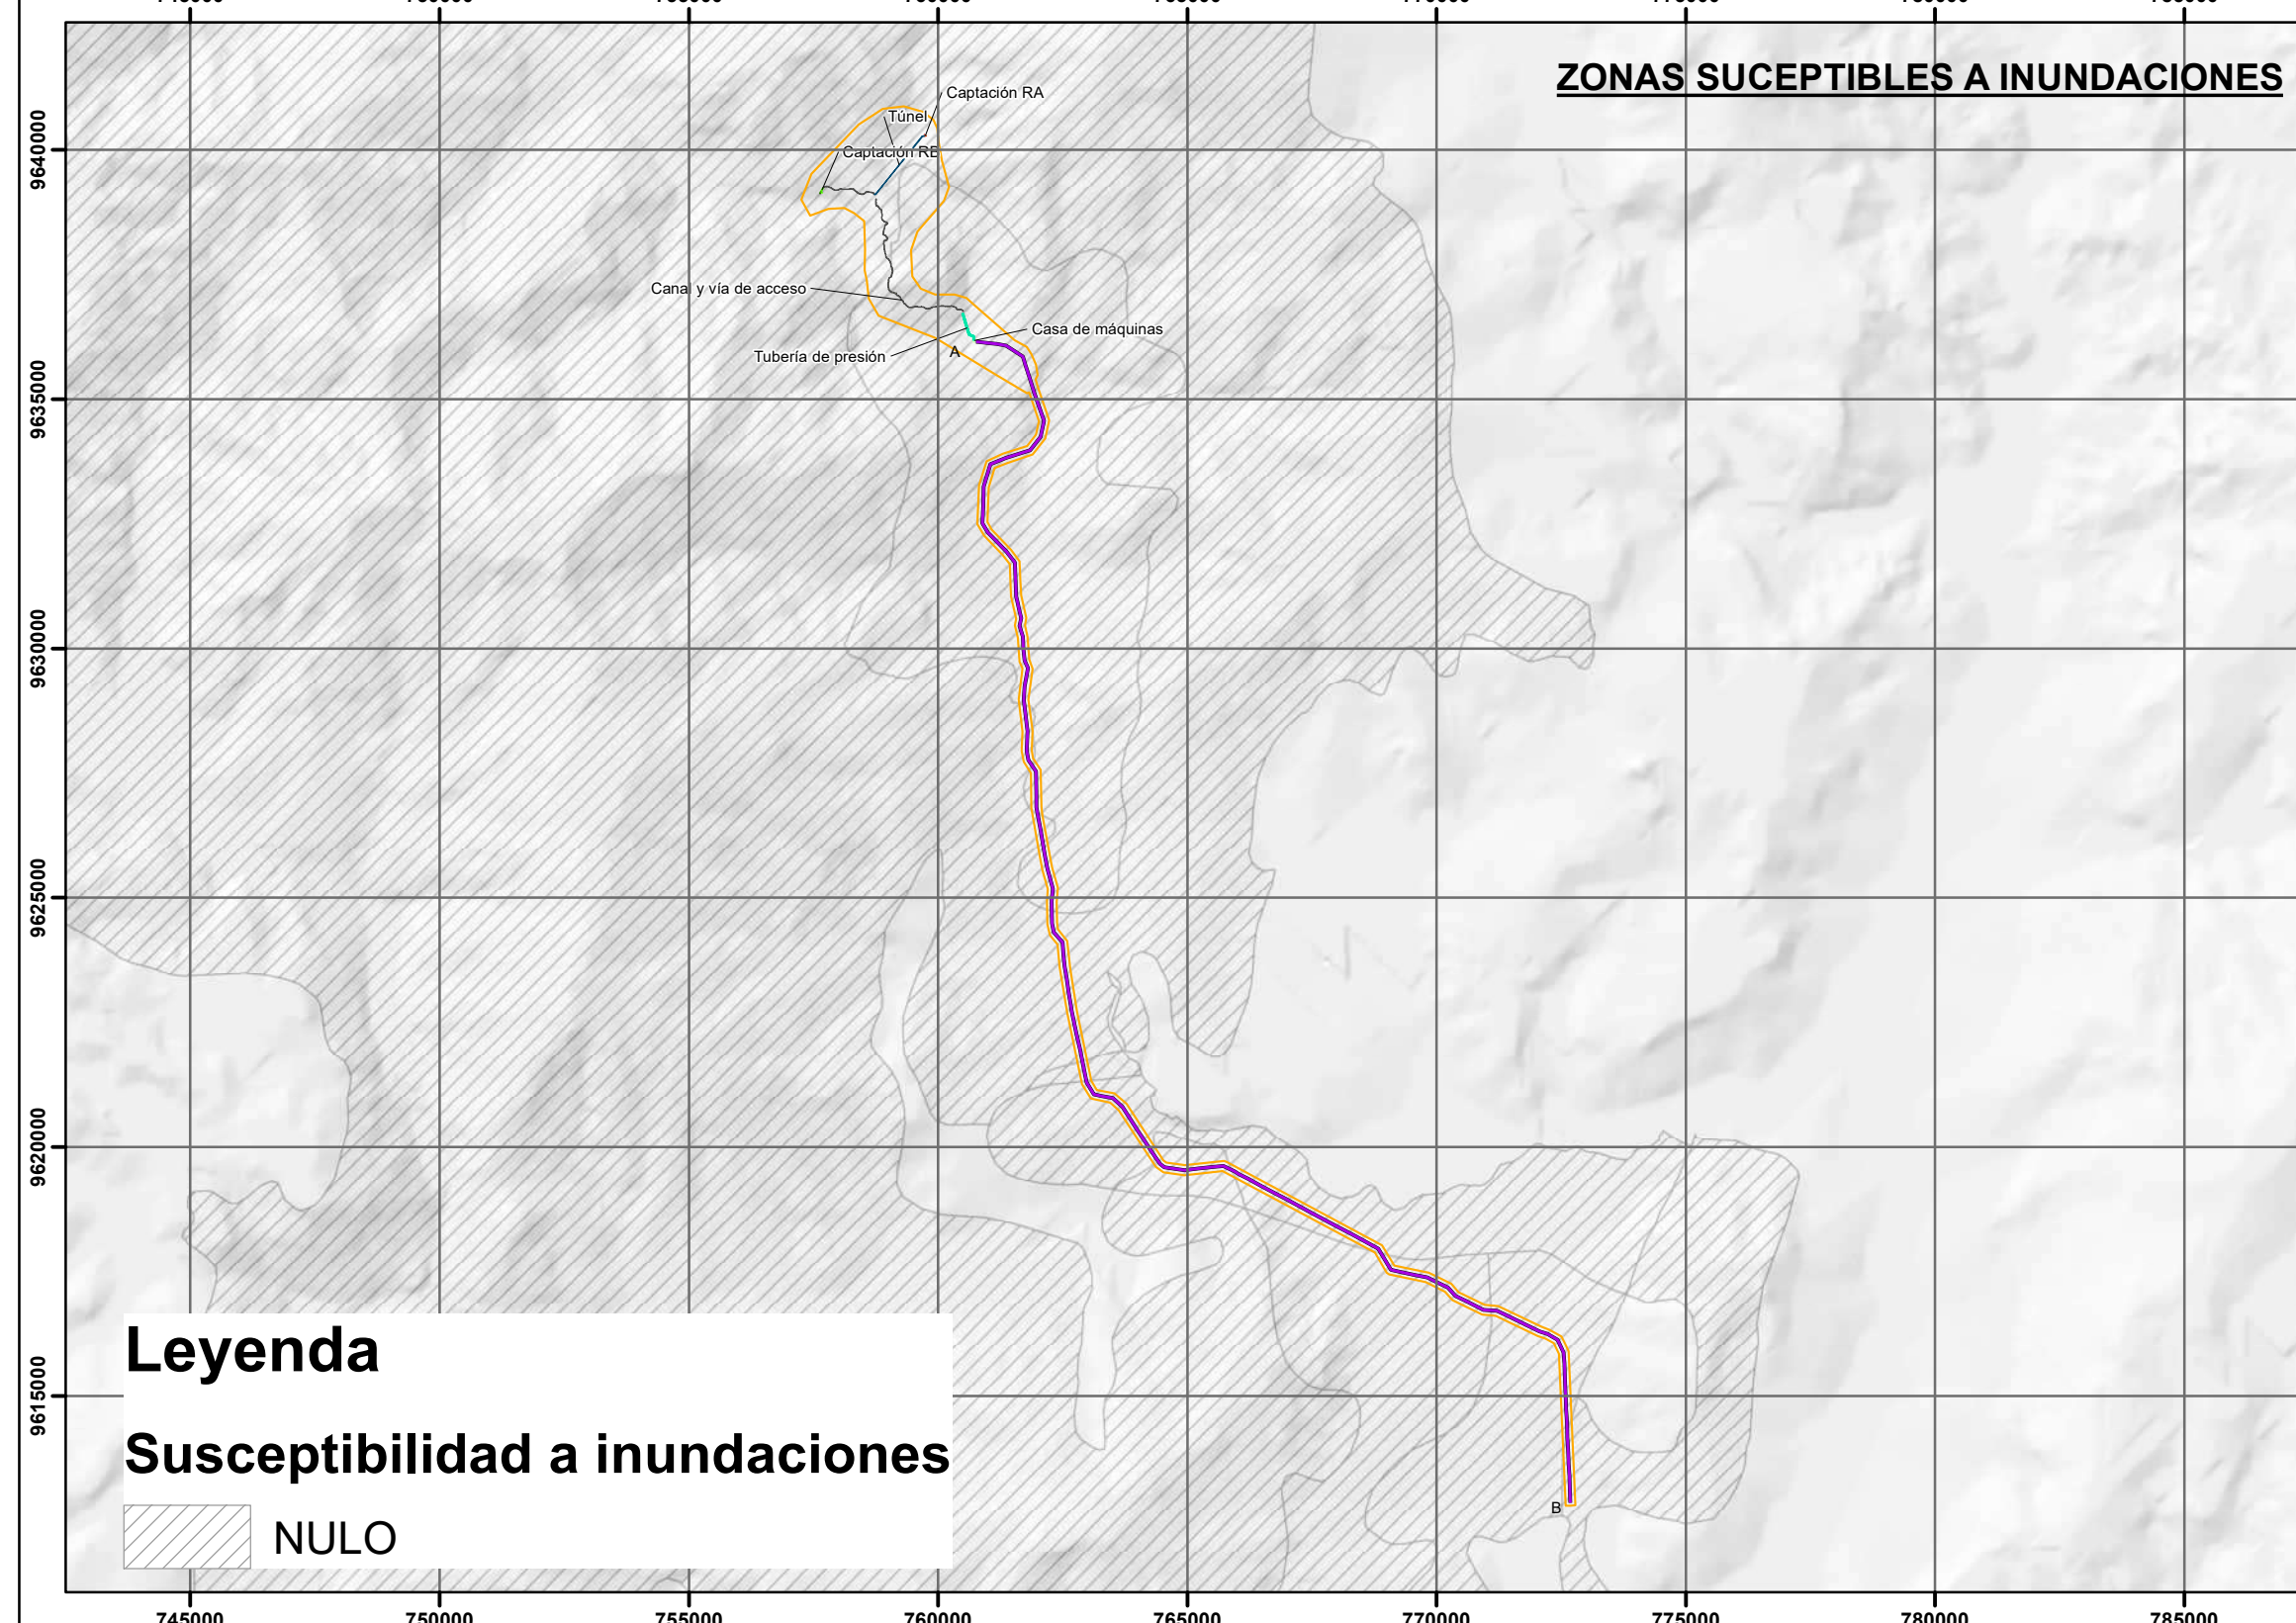 ZONAS SUCEPTIBLES A INUNDACIONES
Captación RA
Túnel
Captación RB
Canal y vía de acceso
Casa de máquinas
Tubería de presión
A
B
9640000
9635000
9630000
9625000
9620000
9615000
Leyenda
Susceptibilidad a inundaciones
NULO
745000 750000 755000 760000 765000 770000 775000 780000 785000